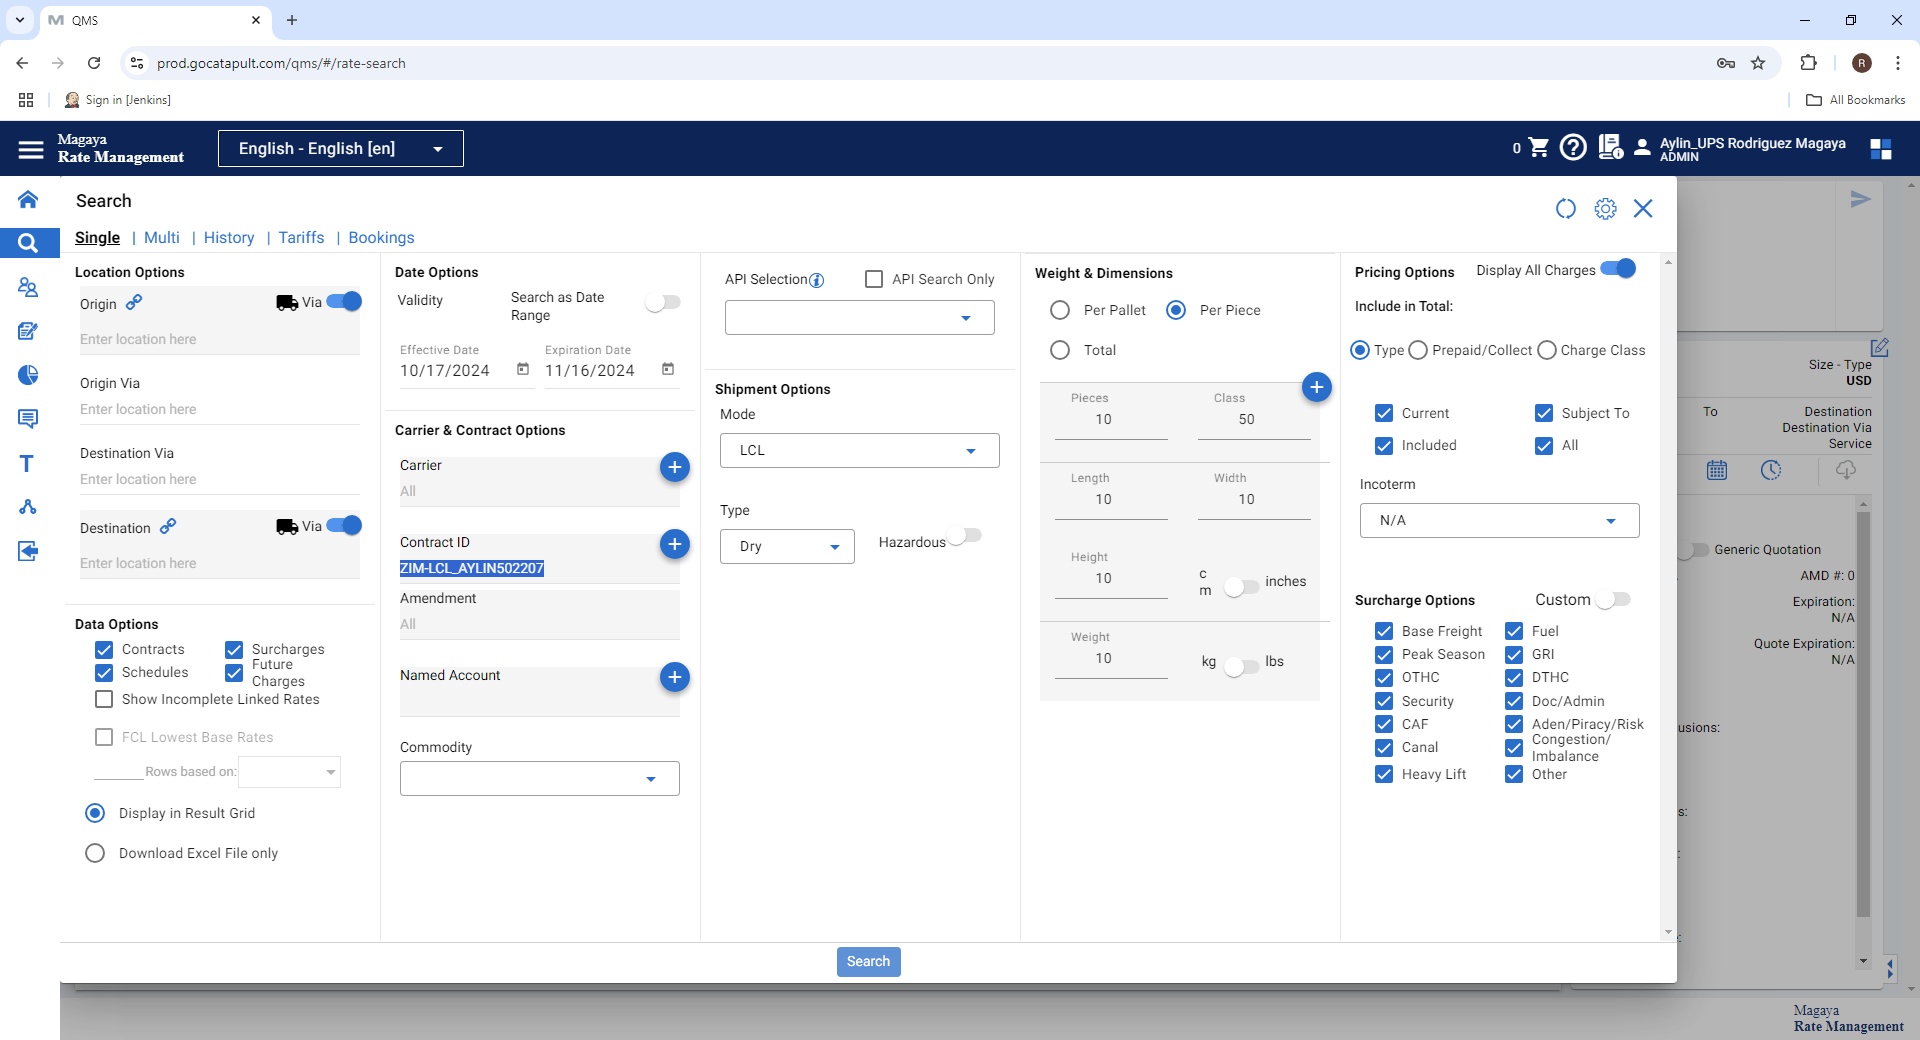 QMS
prod.gocatapult.com/qms/#/rate-search
R
Sign in [Jenkins]
All Bookmarks
Magaya
Rate Management
English - English [en]
0
Aylin_UPS Rodriguez Magaya
ADMIN
Search
Single | Multi | History | Tariffs | Bookings
Location Options
Origin
Via
Enter location here
Origin Via
Enter location here
Destination Via
Enter location here
Destination
Via
Enter location here
Data Options
Contracts
Surcharges
Schedules
Future
Charges
Show Incomplete Linked Rates
FCL Lowest Base Rates
Rows based on:
Display in Result Grid
Download Excel File only
Date Options
Validity
Search as Date
Range
Effective Date
10/17/2024
Expiration Date
11/16/2024
Carrier & Contract Options
Carrier
All
Contract ID
ZIM-LCL_AYLIN502207
Amendment
All
Named Account
Commodity
API Selection
API Search Only
Shipment Options
Mode
LCL
Type
Dry
Hazardous
Weight & Dimensions
Per Pallet
Per Piece
Total
Pieces
10
Class
50
Length
10
Width
10
Height
10
c
m
inches
Weight
10
kg
lbs
Pricing Options
Display All Charges
Include in Total:
Type
Prepaid/Collect
Charge Class
Current
Subject To
Included
All
Incoterm
N/A
Surcharge Options
Custom
Base Freight
Fuel
Peak Season
GRI
OTHC
DTHC
Security
Doc/Admin
CAF
Aden/Piracy/Risk
Canal
Congestion/
Imbalance
Heavy Lift
Other
Search
Size - Type
USD
To
Destination
Destination Via
Service
Generic Quotation
AMD #: 0
Expiration:
N/A
Quote Expiration:
N/A
usions:
s:
Magaya
Rate Management